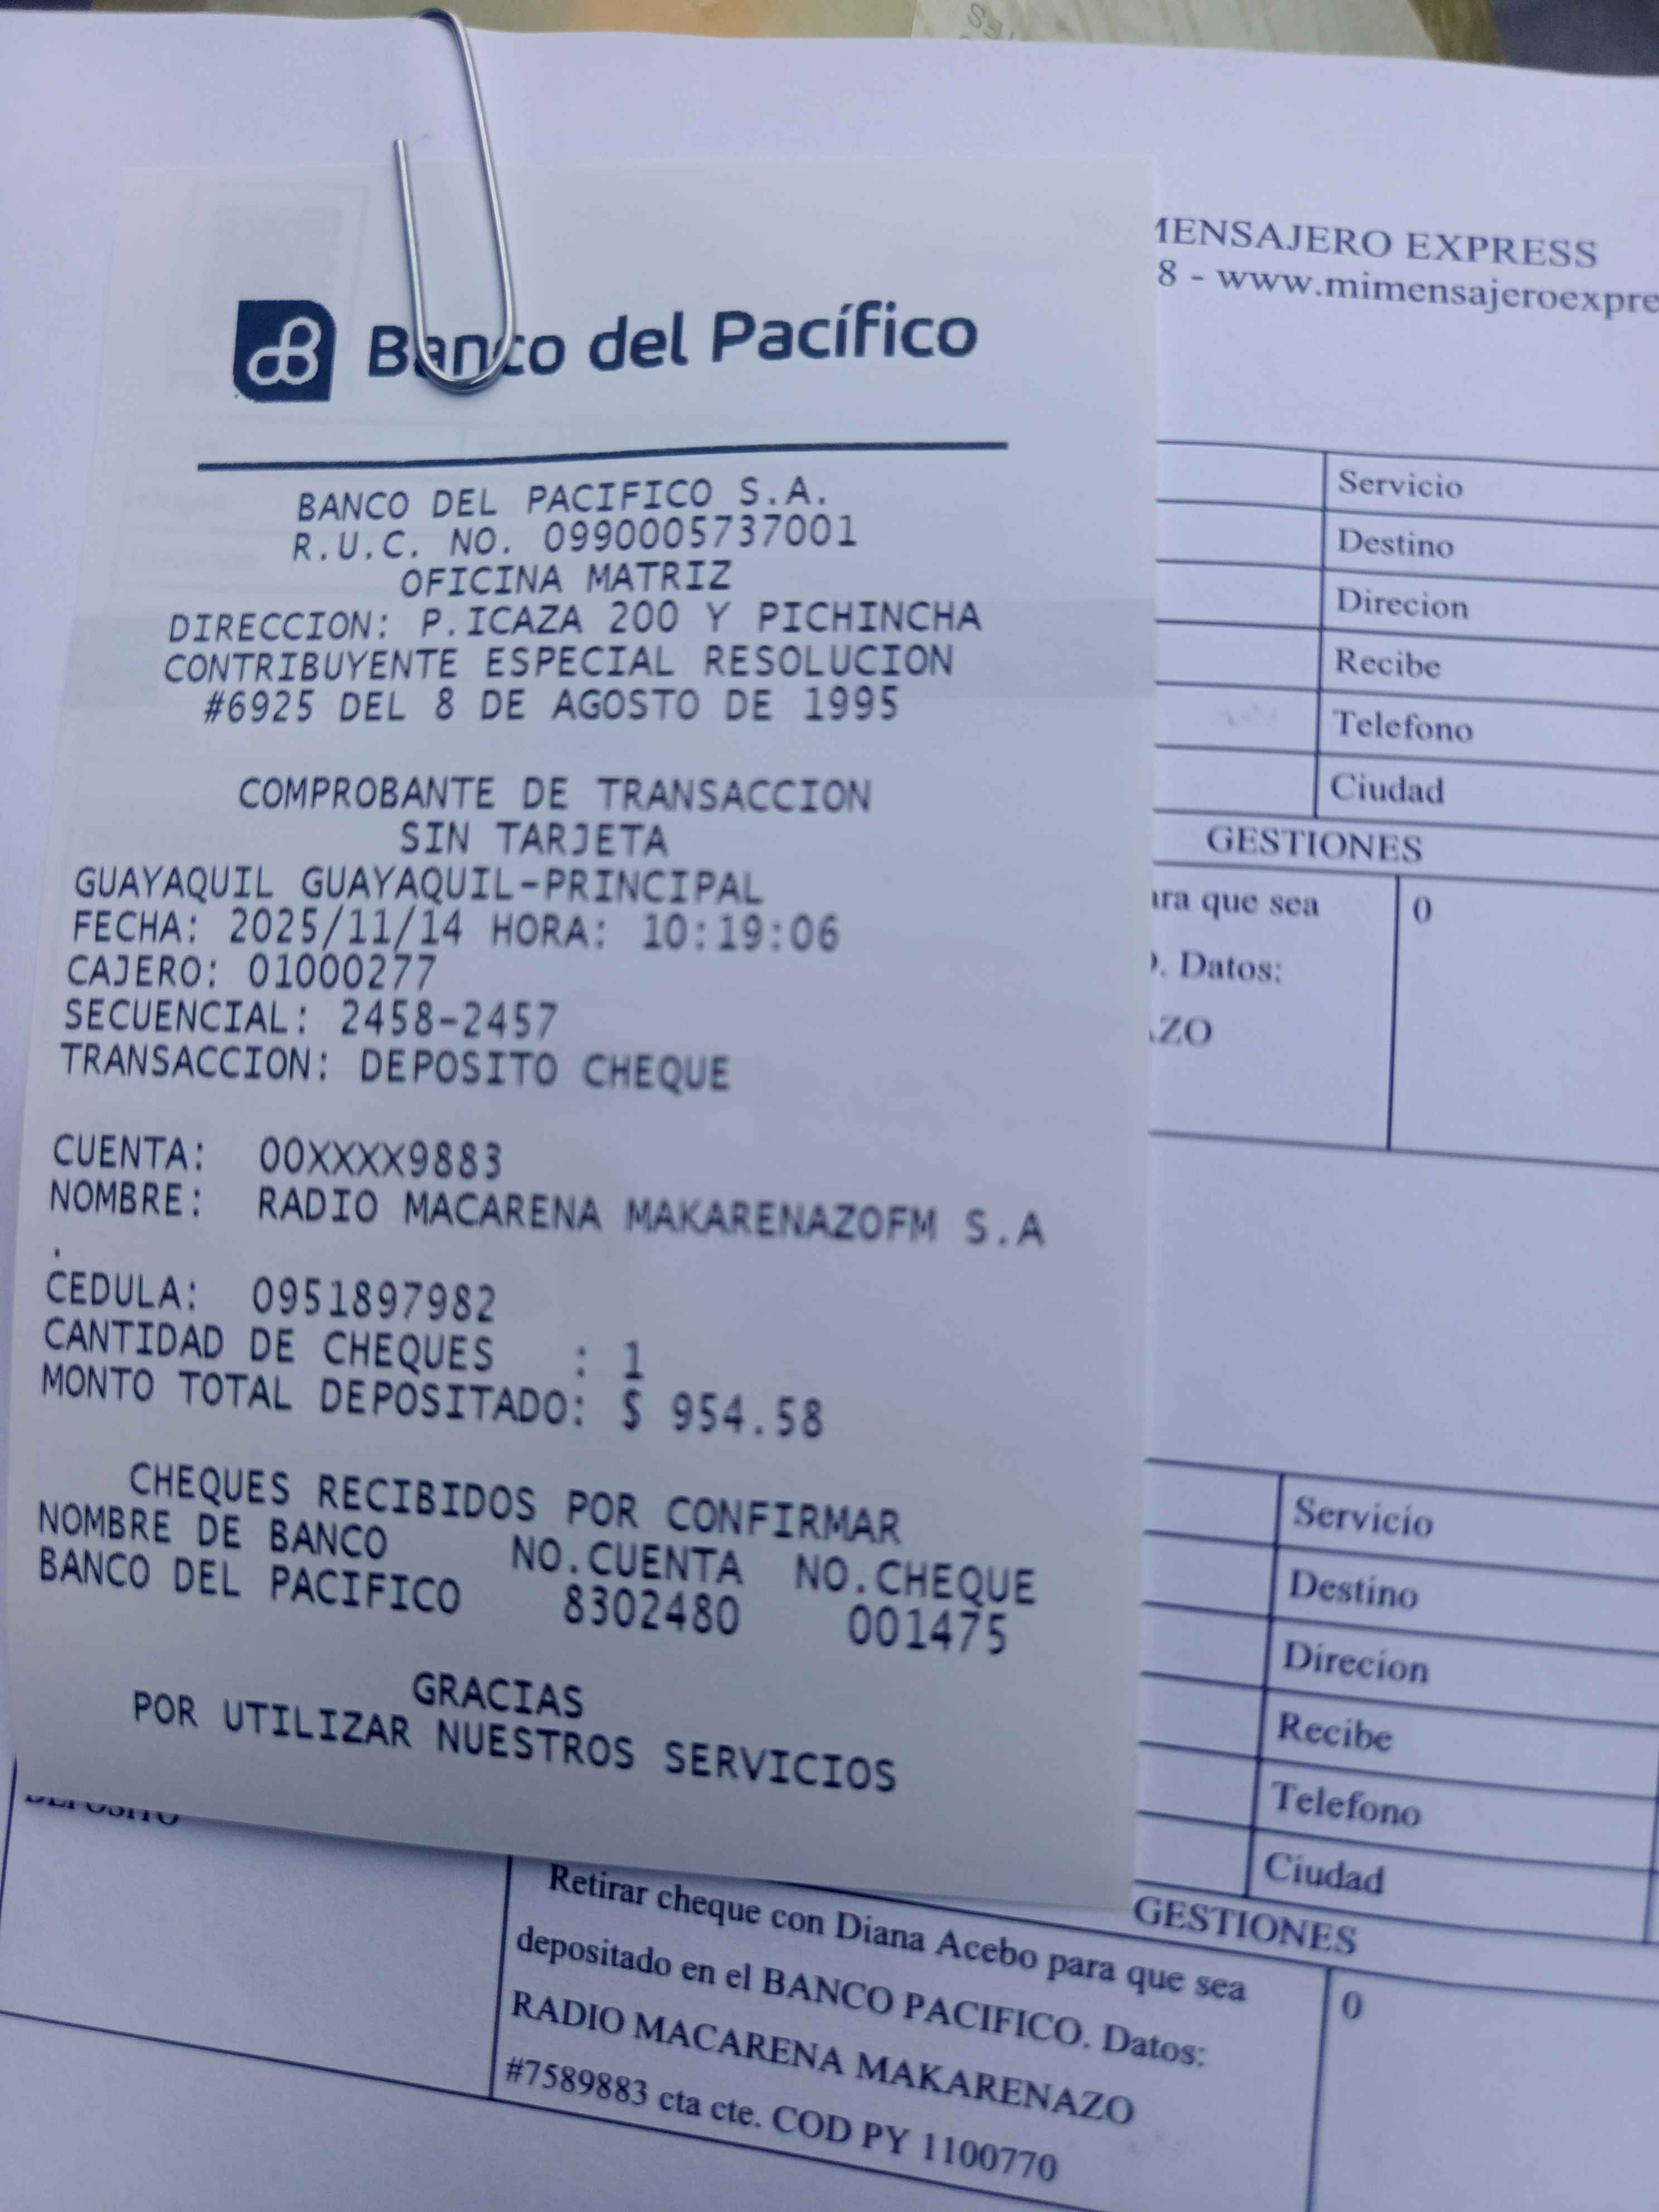 Banco del Pacífico
BANCO DEL PACIFICO S.A.
R.U.C. NO. 0990005737001
OFICINA MATRIZ
DIRECCION: P.ICAZA 200 Y PICHINCHA
CONTRIBUYENTE ESPECIAL RESOLUCION
#6925 DEL 8 DE AGOSTO DE 1995
COMPROBANTE DE TRANSACCION
SIN TARJETA
GUAYAQUIL GUAYAQUIL-PRINCIPAL
FECHA: 2025/11/14 HORA: 10:19:06
CAJERO: 01000277
SECUENCIAL: 2458-2457
TRANSACCION: DEPOSITO CHEQUE
CUENTA: 00XXXX9883
NOMBRE: RADIO MACARENA MAKARENAZOFM S.A
.
CEDULA: 0951897982
CANTIDAD DE CHEQUES : 1
MONTO TOTAL DEPOSITADO: $ 954.58
CHEQUES RECIBIDOS POR CONFIRMAR
NOMBRE DE BANCO NO.CUENTA NO.CHEQUE
BANCO DEL PACIFICO 8302480 001475
GRACIAS
POR UTILIZAR NUESTROS SERVICIOS
MENSAJERO EXPRESS
8 - www.mimensajeroexpre
Servicio
Destino
Direcion
Recibe
Telefono
Ciudad
GESTIONES
ara que sea 0
. Datos:
AZO
Servicio
Destino
Direcion
Recibe
Telefono
Ciudad
GESTIONES
DEPOSITO
Retirar cheque con Diana Acebo para que sea 0
depositado en el BANCO PACIFICO. Datos:
RADIO MACARENA MAKARENAZO
#7589883 cta cte. COD PY 1100770